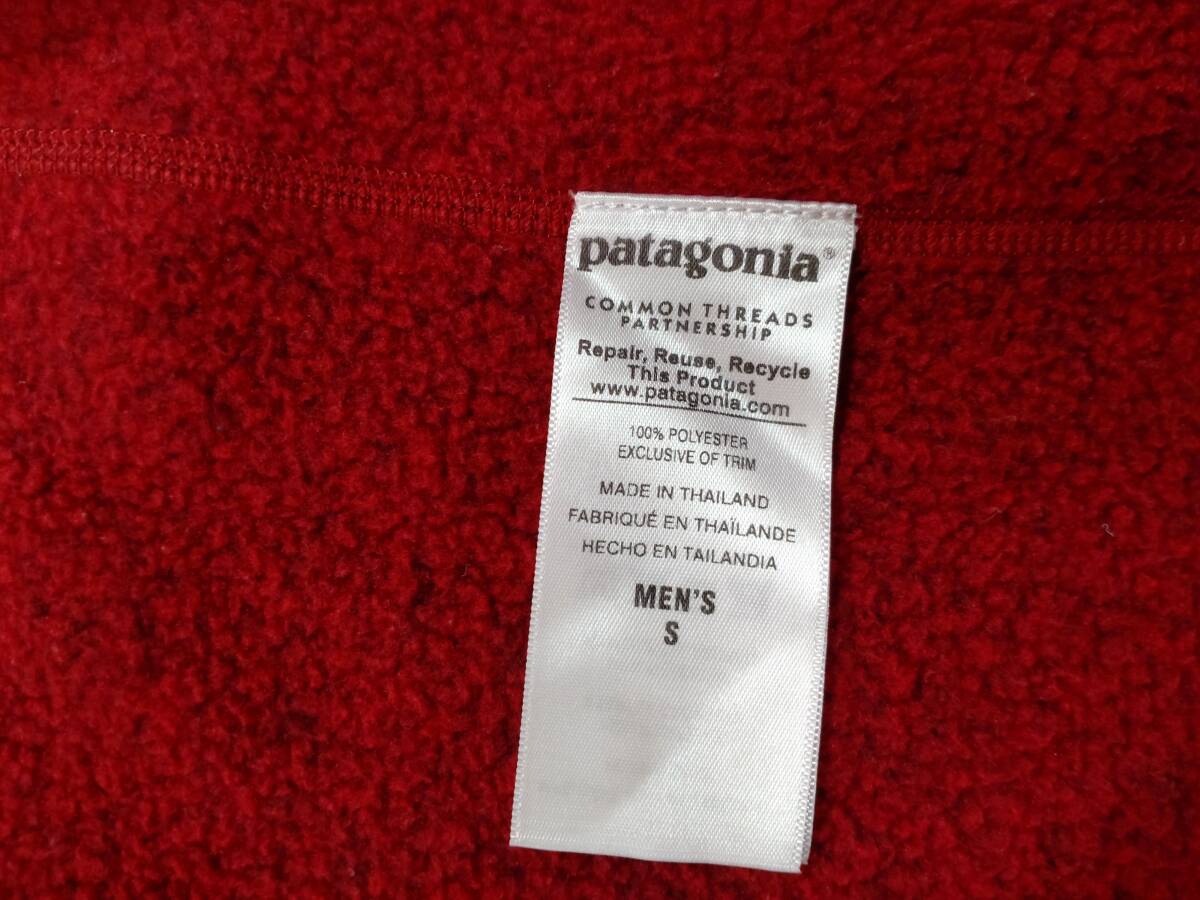 patagonia®
COMMON THREADS
PARTNERSHIP
Repair, Reuse, Recycle
This Product
www.patagonia.com
100% POLYESTER
EXCLUSIVE OF TRIM
MADE IN THAILAND
FABRIQUÉ EN THAÏLANDE
HECHO EN TAILANDIA
MEN'S
S